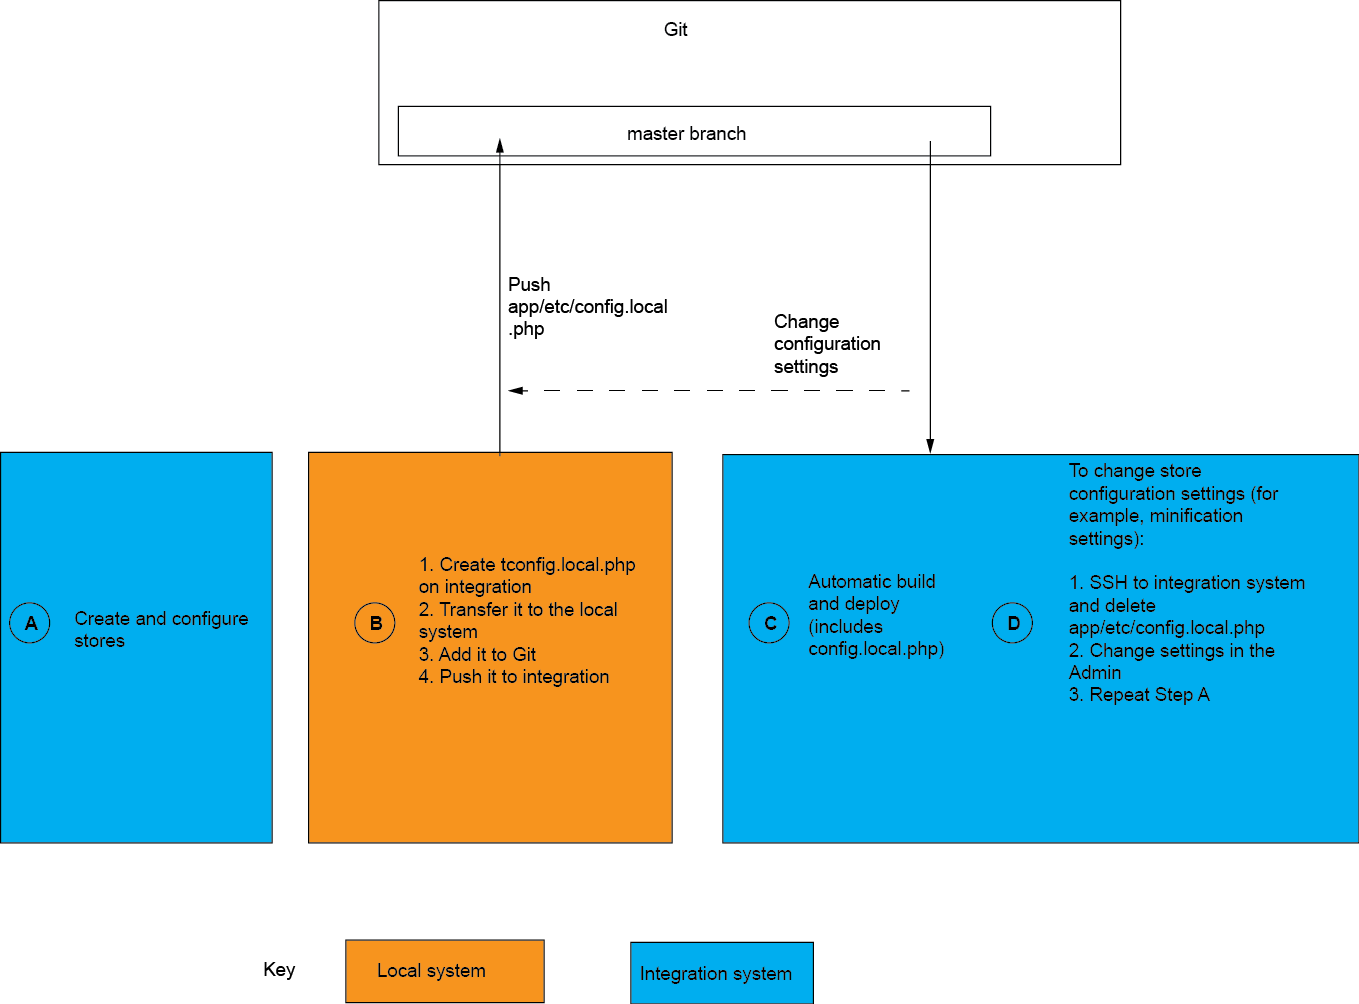 Git
master branch
Push
app/etc/config.local
.php
Change
configuration
settings
A
Create and configure
stores
B
1. Create tconfig.local.php
on integration
2. Transfer it to the local
system
3. Add it to Git
4. Push it to integration
C
Automatic build
and deploy
(includes
config.local.php)
D
To change store
configuration settings (for
example, minification
settings):
1. SSH to integration system
and delete
app/etc/config.local.php
2. Change settings in the
Admin
3. Repeat Step A
Key
Local system
Integration system